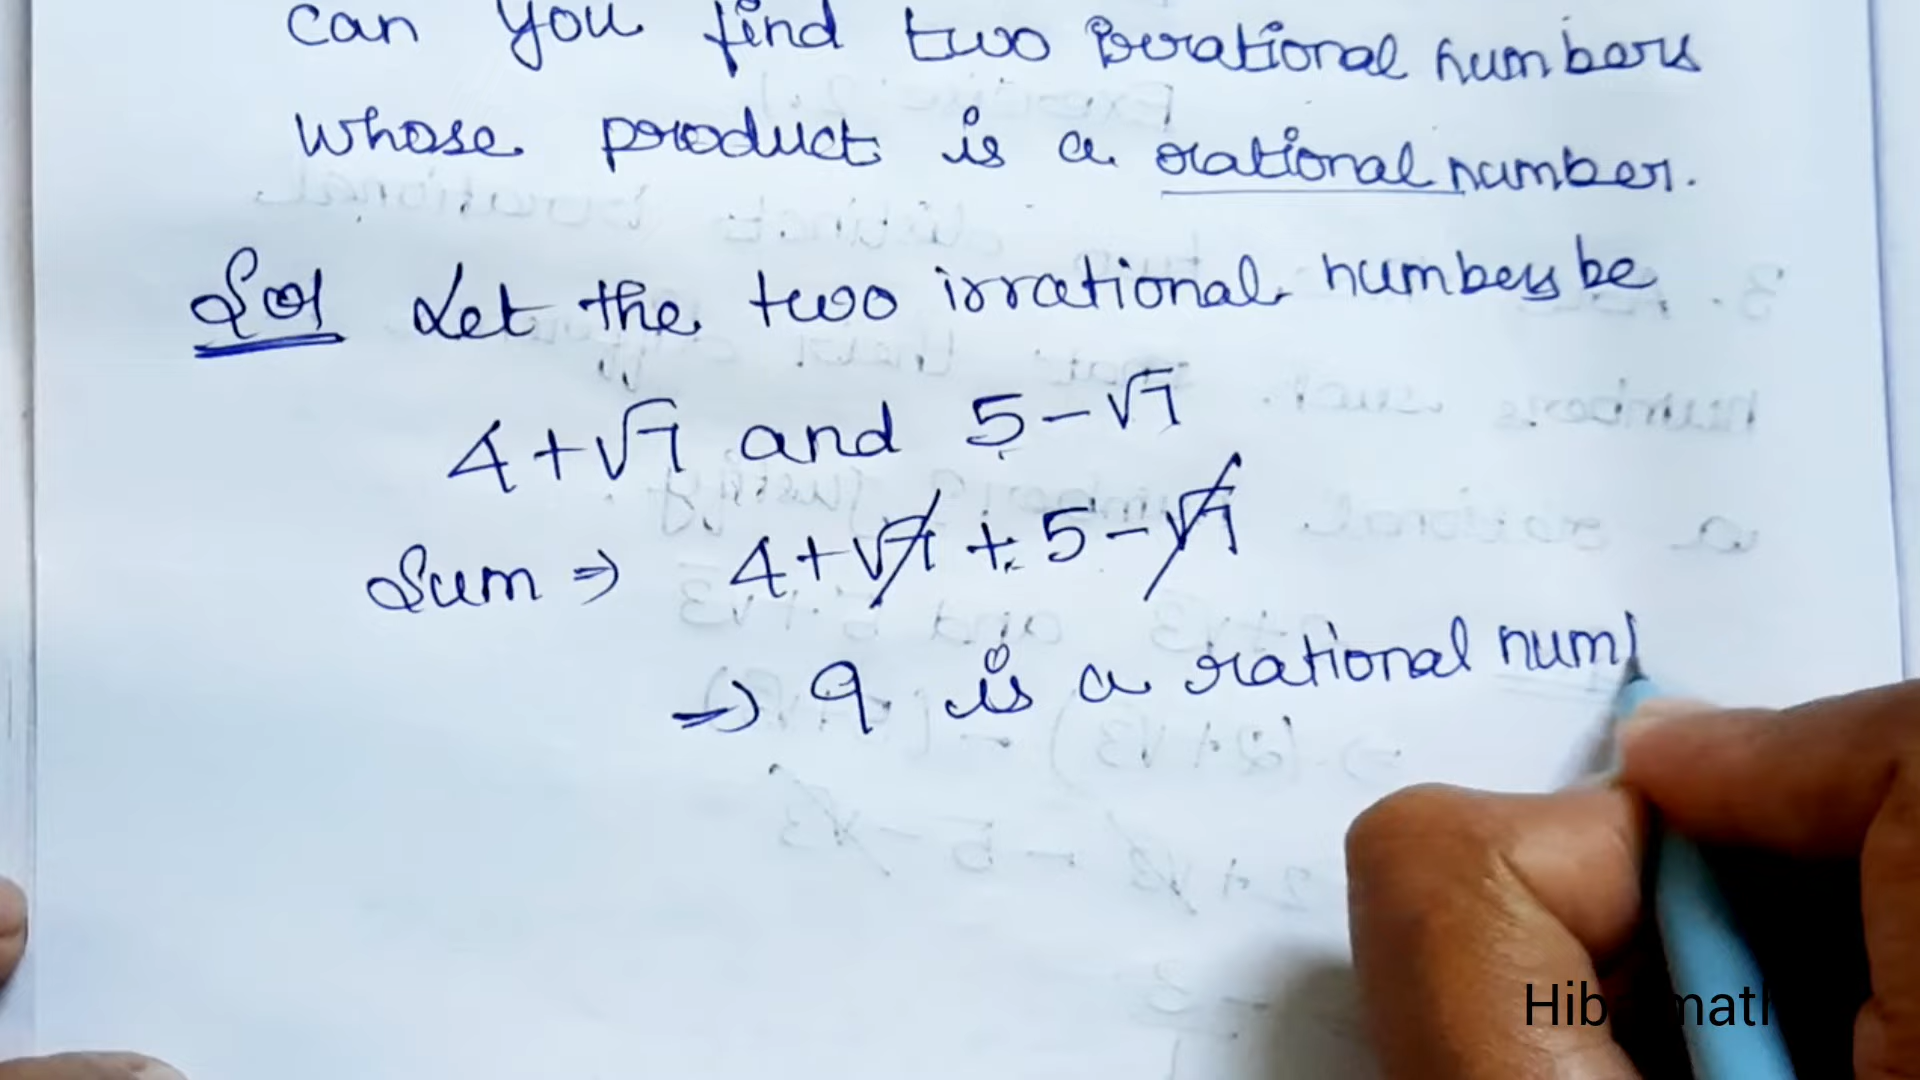 can you find two irrational numbers
whose product is a rational number.
Sol Let the two irrational numbers be
4+√7 and 5-√7
Sum ⇒ 4+√7 + 5-√7
⇒ 9 is a rational num